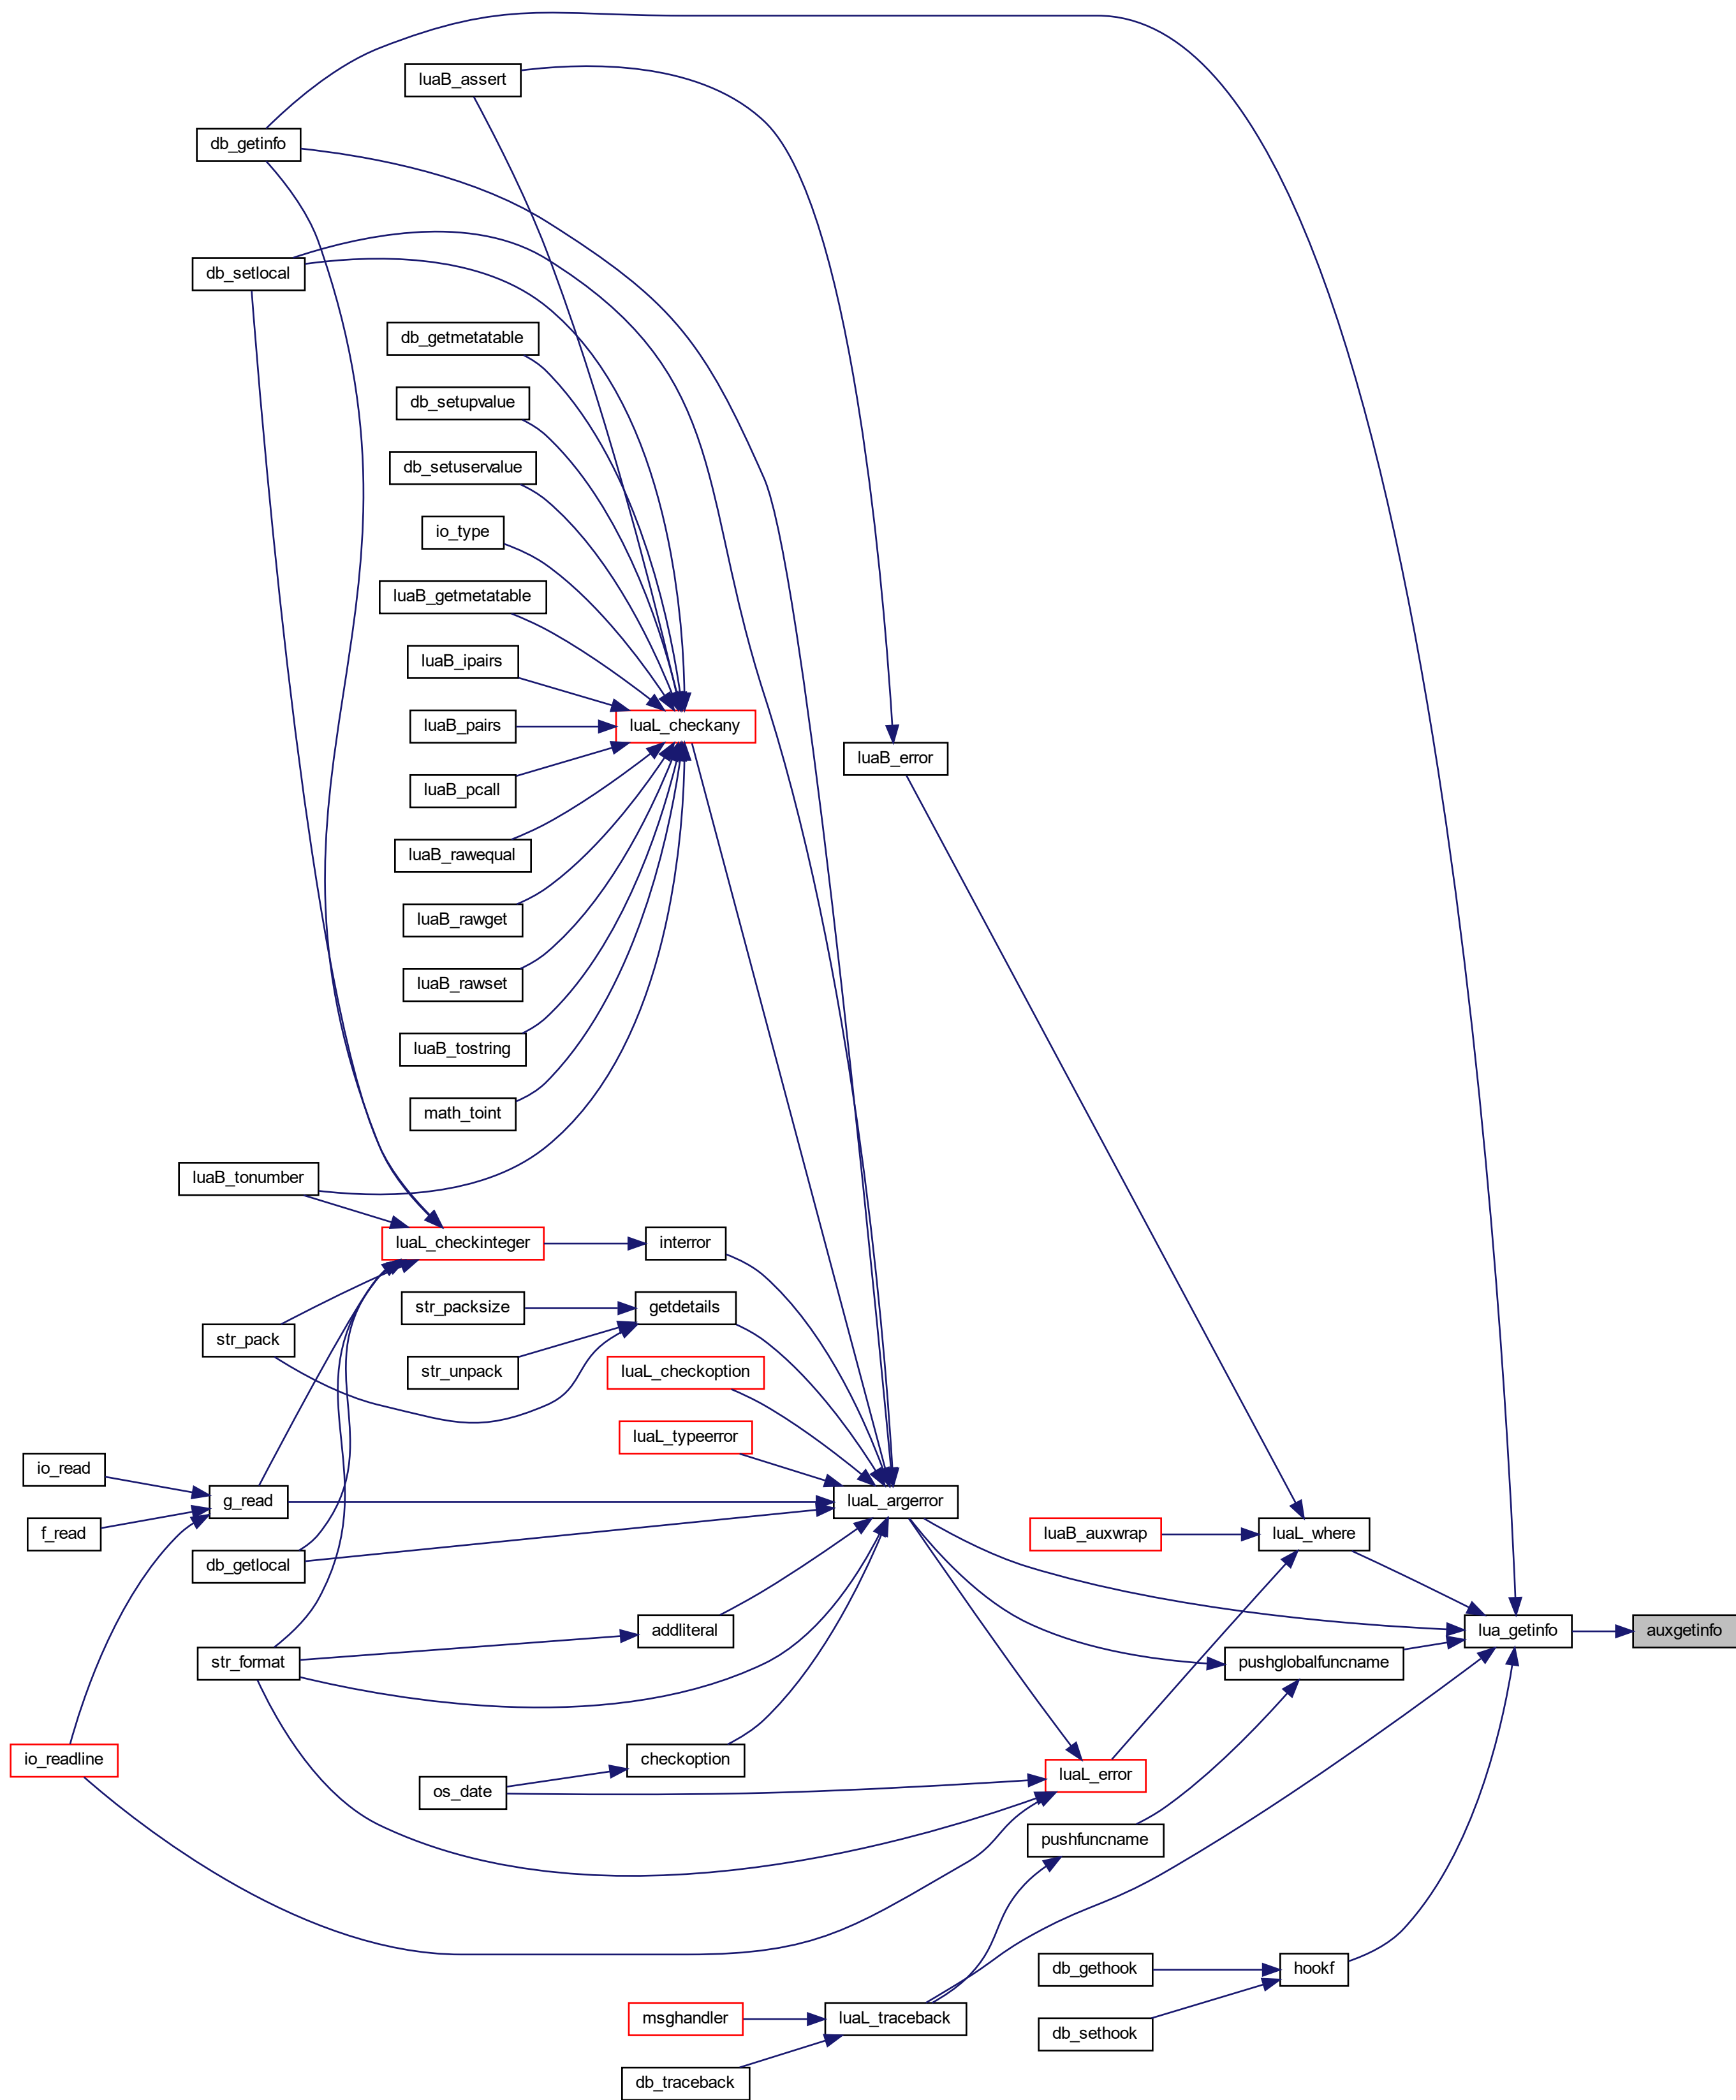 luaB_assert
db_getinfo
db_setlocal
db_getmetatable
db_setupvalue
db_setuservalue
io_type
luaB_getmetatable
luaB_ipairs
luaB_pairs
luaL_checkany
luaB_error
luaB_pcall
luaB_rawequal
luaB_rawget
luaB_rawset
luaB_tostring
math_toint
luaB_tonumber
luaL_checkinteger
interror
str_packsize
getdetails
str_pack
str_unpack
luaL_checkoption
luaL_typeerror
io_read
g_read
luaL_argerror
f_read
luaB_auxwrap
luaL_where
db_getlocal
addliteral
lua_getinfo
auxgetinfo
str_format
pushglobalfuncname
io_readline
checkoption
luaL_error
os_date
pushfuncname
db_gethook
hookf
msghandler
luaL_traceback
db_sethook
db_traceback